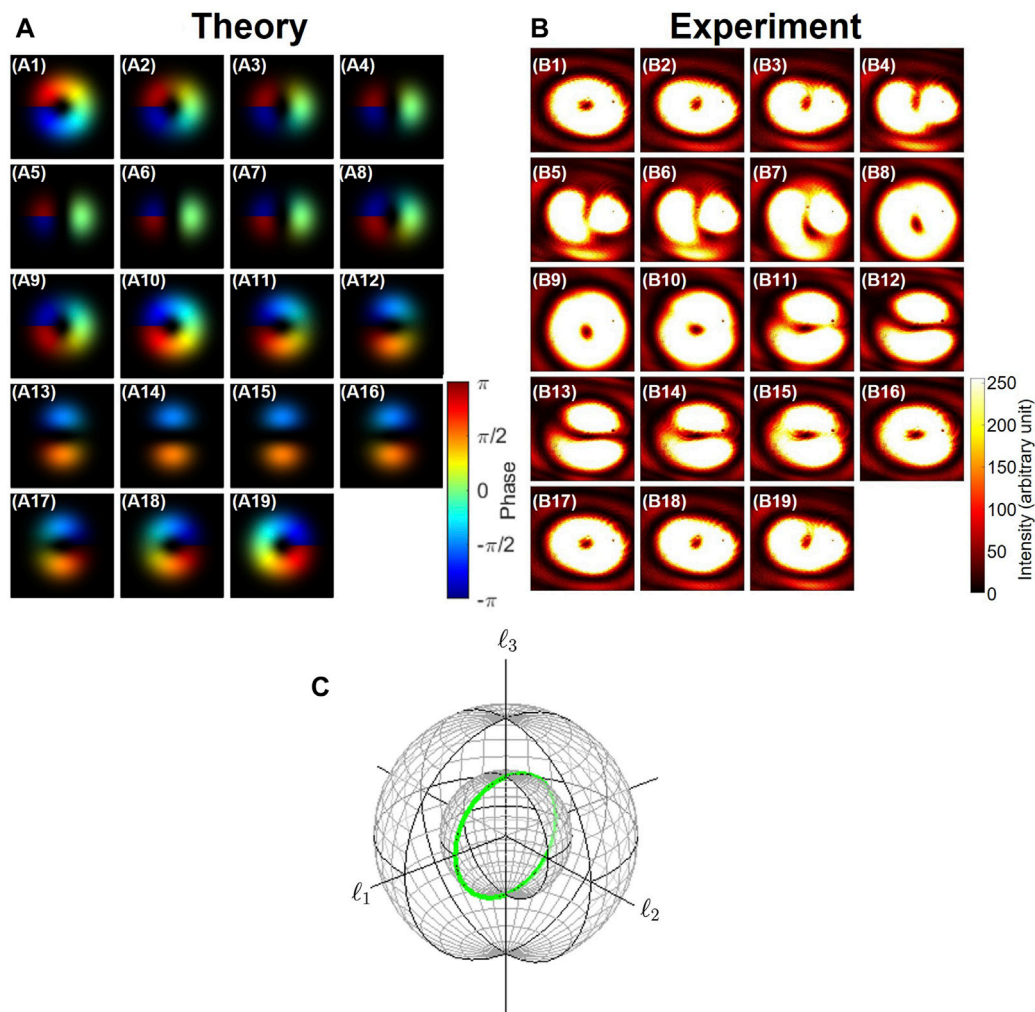 A Theory B Experiment
(A1) (A2) (A3) (A4) (B1) (B2) (B3) (B4)
(A5) (A6) (A7) (A8) (B5) (B6) (B7) (B8)
(A9) (A10) (A11) (A12) (B9) (B10) (B11) (B12)
(A13) (A14) (A15) (A16) (B13) (B14) (B15) (B16)
(A17) (A18) (A19) (B17) (B18) (B19)
π
π/2
0
-π/2
-π
Phase
250
200
150
100
50
0
Intensity (arbitrary unit)
C
ℓ3
ℓ1
ℓ2